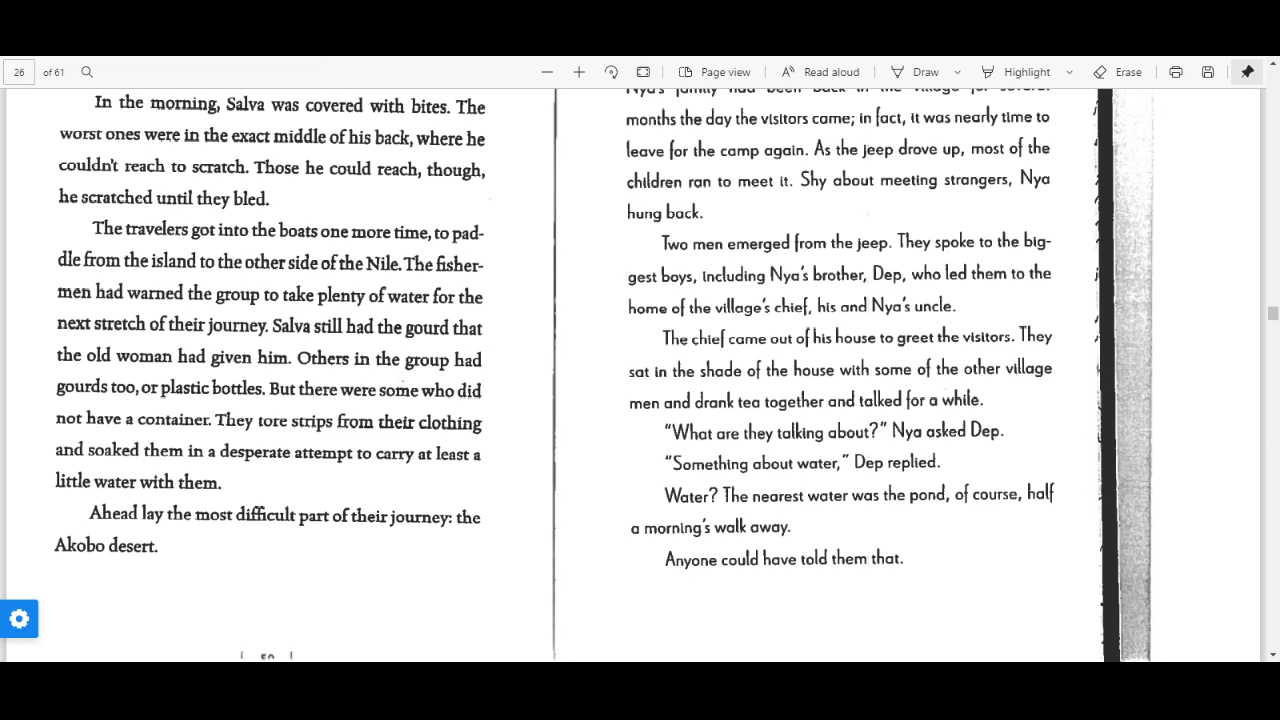 26 of 61 Page view Read aloud Draw Highlight Erase
In the morning, Salva was covered with bites. The
worst ones were in the exact middle of his back, where he
couldn't reach to scratch. Those he could reach, though,
he scratched until they bled.
The travelers got into the boats one more time, to pad-
dle from the island to the other side of the Nile. The fisher-
men had warned the group to take plenty of water for the
next stretch of their journey. Salva still had the gourd that
the old woman had given him. Others in the group had
gourds too, or plastic bottles. But there were some who did
not have a container. They tore strips from their clothing
and soaked them in a desperate attempt to carry at least a
little water with them.
Ahead lay the most difficult part of their journey: the
Akobo desert.
Nya's family had been back in the village for several
months the day the visitors came; in fact, it was nearly time to
leave for the camp again. As the jeep drove up, most of the
children ran to meet it. Shy about meeting strangers, Nya
hung back.
Two men emerged from the jeep. They spoke to the big-
gest boys, including Nya's brother, Dep, who led them to the
home of the village's chief, his and Nya's uncle.
The chief came out of his house to greet the visitors. They
sat in the shade of the house with some of the other village
men and drank tea together and talked for a while.
"What are they talking about?" Nya asked Dep.
"Something about water," Dep replied.
Water? The nearest water was the pond, of course, half
a morning's walk away.
Anyone could have told them that.